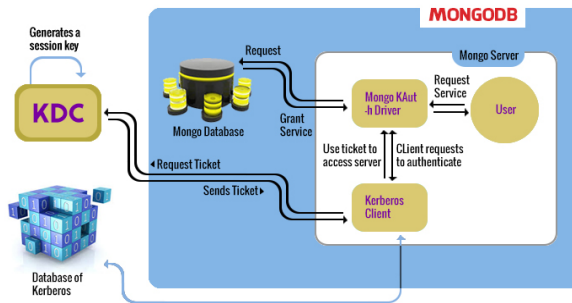 MONGODB
Generates a
session key
KDC
Request
Mongo Database
Grant
Service
Mongo Server
Mongo KAut
-h Driver
Request
Service
User
Use ticket to
access server
CLient requests
to authenticate
Request Ticket
Sends Ticket
Kerberos
Client
Database of
Kerberos